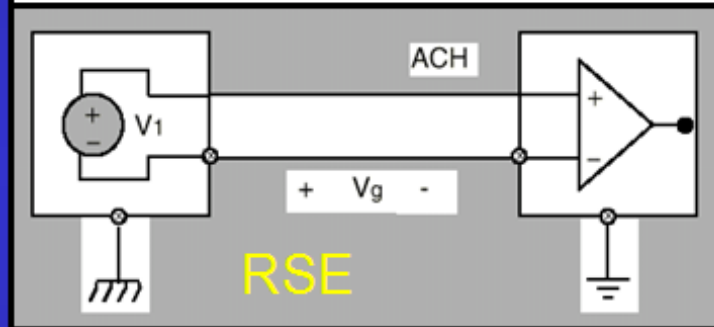 ACH
+
V1
+
−
−
+ Vg -
RSE